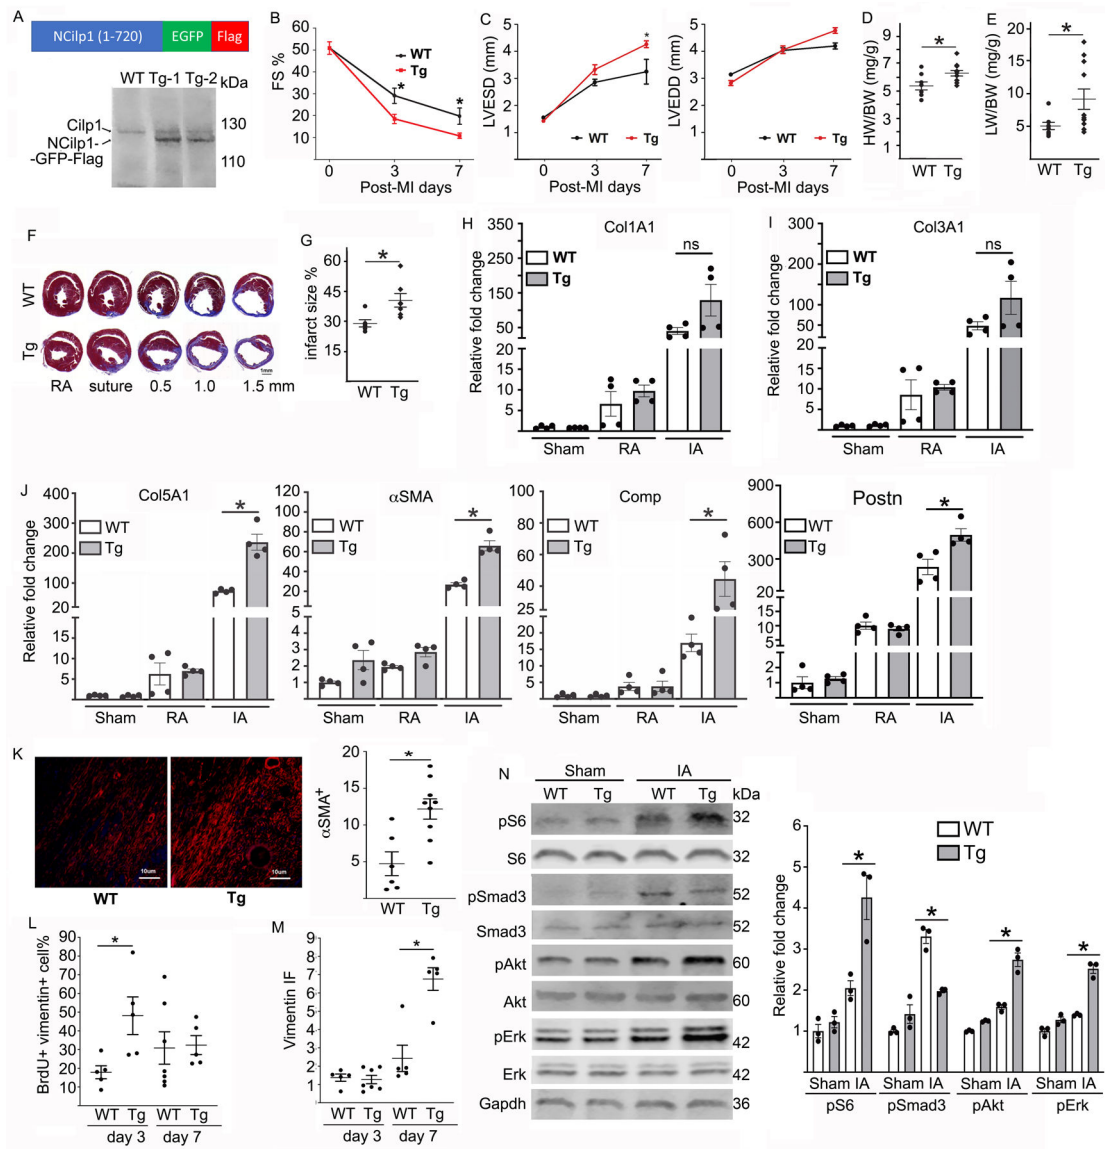 A
NCilp1 (1-720) EGFP Flag
WT Tg-1 Tg-2 kDa
Cilp1
NCilp1-
-GFP-Flag
130
110
B
FS %
60
50
40
30
20
10
WT
Tg
*
*
0 3 7
Post-MI days
C
LVESD (mm)
5
4
3
2
1
*
WT Tg
0 3 7
Post-MI days
LVEDD (mm)
5
4
3
2
1
WT Tg
0 3 7
Post-MI days
D
HW/BW (mg/g)
9
7
5
3
1
*
WT Tg
E
LW/BW (mg/g)
20
15
10
5
*
WT Tg
F
WT
Tg
1mm
RA suture 0.5 1.0 1.5 mm
G
infarct size %
75
60
45
30
15
*
WT Tg
H
Col1A1
Relative fold change
350
250
150
50
20
15
10
5
WT
Tg
ns
Sham RA IA
I
Col3A1
Relative fold change
300
200
100
50
20
15
10
5
WT
Tg
ns
Sham RA IA
J
Col5A1
Relative fold change
400
300
200
100
20
15
10
5
WT
Tg
*
Sham RA IA
αSMA
120
100
80
60
40
20
5
4
3
2
1
WT
Tg
*
Sham RA IA
Comp
100
80
60
40
20
15
10
5
WT
Tg
*
Sham RA IA
Postn
900
600
300
20
15
10
5
2
1
WT
Tg
*
Sham RA IA
K
10um
10um
WT Tg
αSMA+
20
15
10
5
*
WT Tg
L
BrdU+ vimentin+ cell%
90
80
70
60
50
40
30
20
10
*
WT Tg WT Tg
day 3 day 7
M
Vimentin IF
9
8
7
6
5
4
3
2
1
*
WT Tg WT Tg
day 3 day 7
N
Sham IA
WT Tg WT Tg kDa
pS6 32
S6 32
pSmad3 52
Smad3 52
pAkt 60
Akt 60
pErk 42
Erk 42
Gapdh 36
Relative fold change
6
5
4
3
2
1
WT
Tg
*
*
*
*
Sham IA Sham IA Sham IA Sham IA
pS6 pSmad3 pAkt pErk